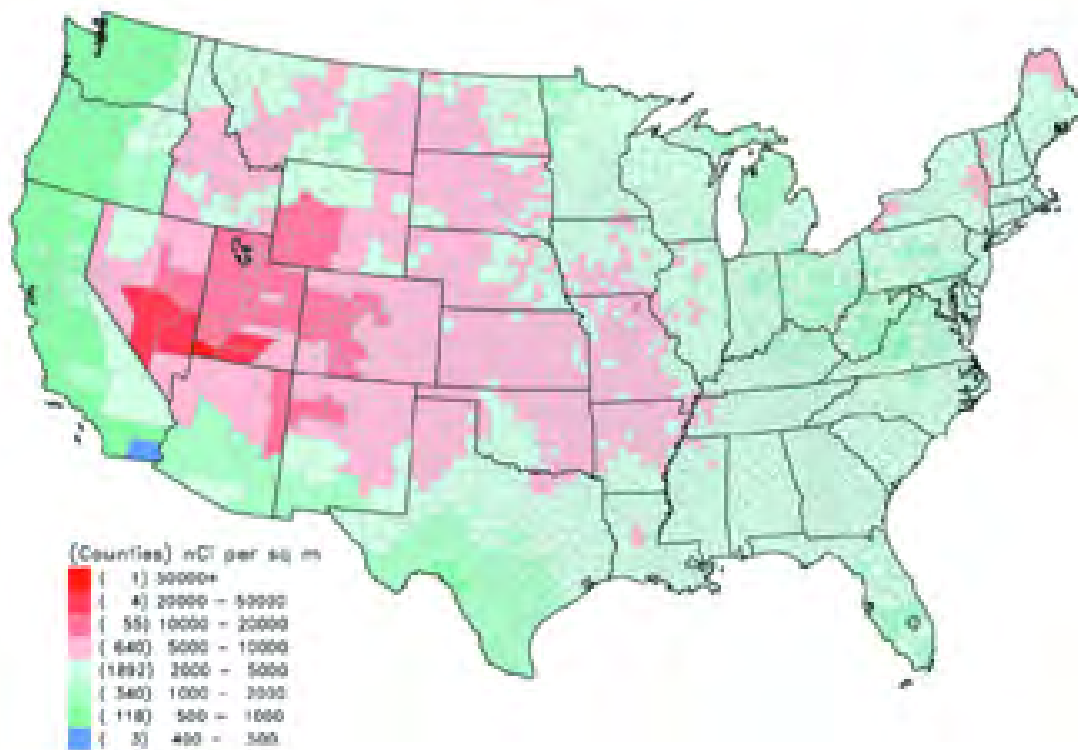 (Counties) nCi per sq m
( 1) 50000+
( 4) 20000 - 50000
( 55) 10000 - 20000
( 640) 5000 - 10000
(1892) 2000 - 5000
( 340) 1000 - 2000
( 118) 500 - 1000
( 3) 400 - 500